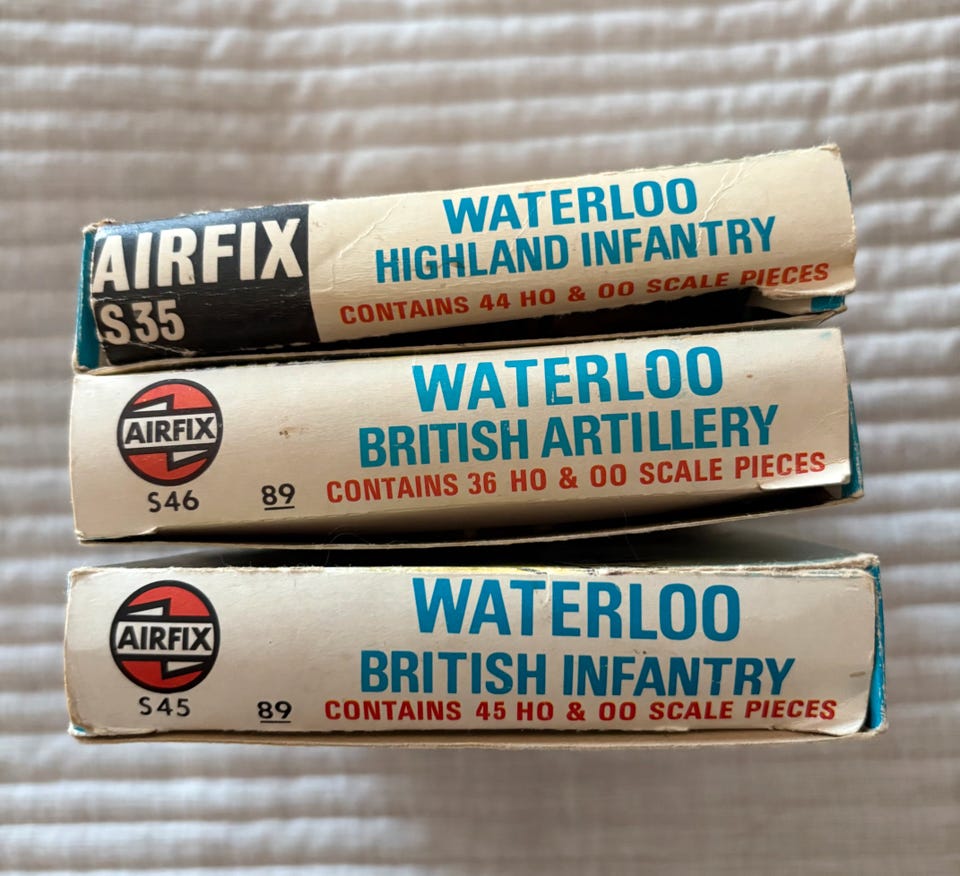 AIRFIX
S35
WATERLOO
HIGHLAND INFANTRY
CONTAINS 44 HO & OO SCALE PIECES
AIRFIX
S46
89
WATERLOO
BRITISH ARTILLERY
CONTAINS 36 HO & OO SCALE PIECES
AIRFIX
S45
89
WATERLOO
BRITISH INFANTRY
CONTAINS 45 HO & OO SCALE PIECES